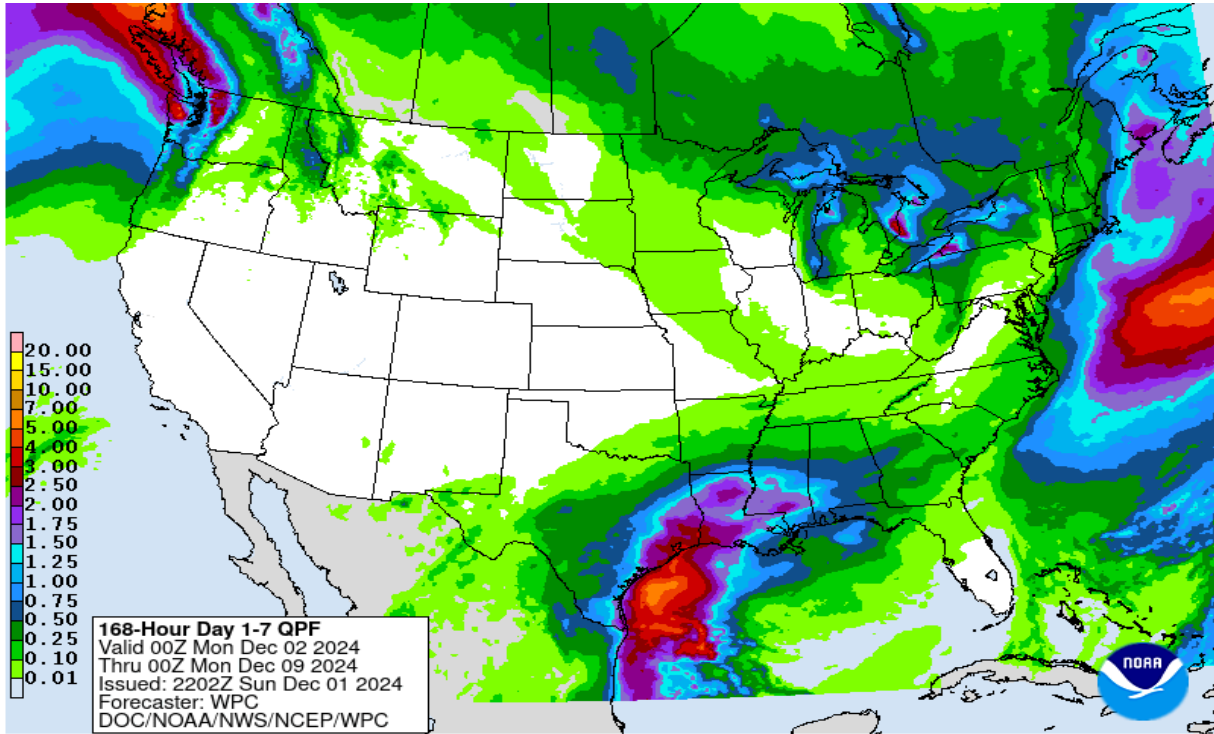 20.00
15.00
10.00
7.00
5.00
4.00
3.00
2.50
2.00
1.75
1.50
1.25
1.00
0.75
0.50
0.25
0.10
0.01
168-Hour Day 1-7 QPF
Valid 00Z Mon Dec 02 2024
Thru 00Z Mon Dec 09 2024
Issued: 2202Z Sun Dec 01 2024
Forecaster: WPC
DOC/NOAA/NWS/NCEP/WPC
NOAA